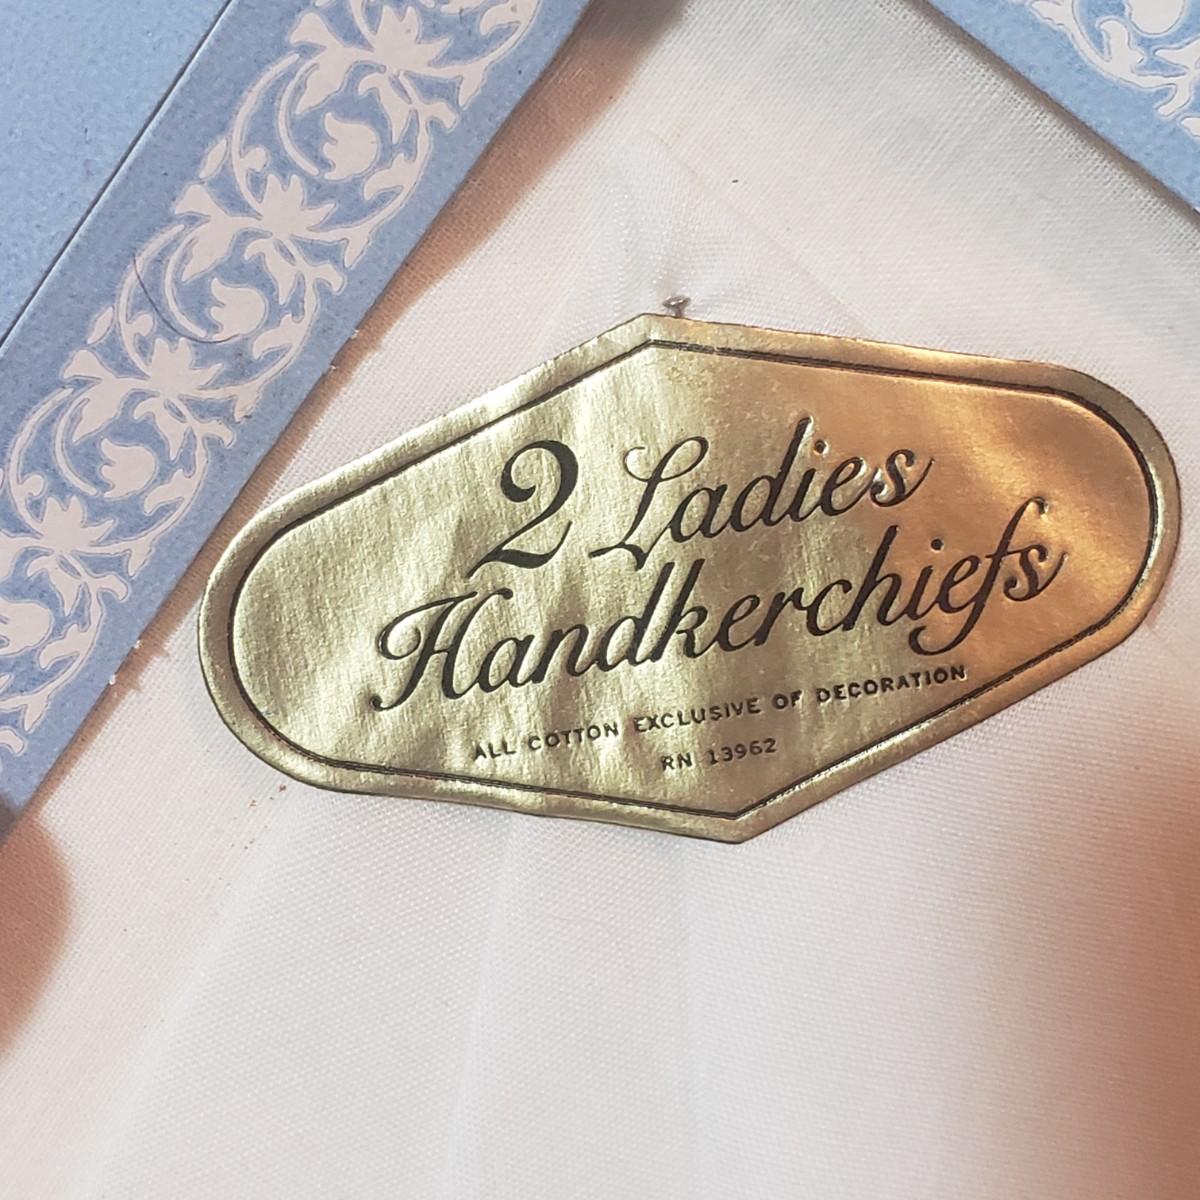 2 Ladies
Handkerchiefs
ALL COTTON EXCLUSIVE OF DECORATION
RN 13962